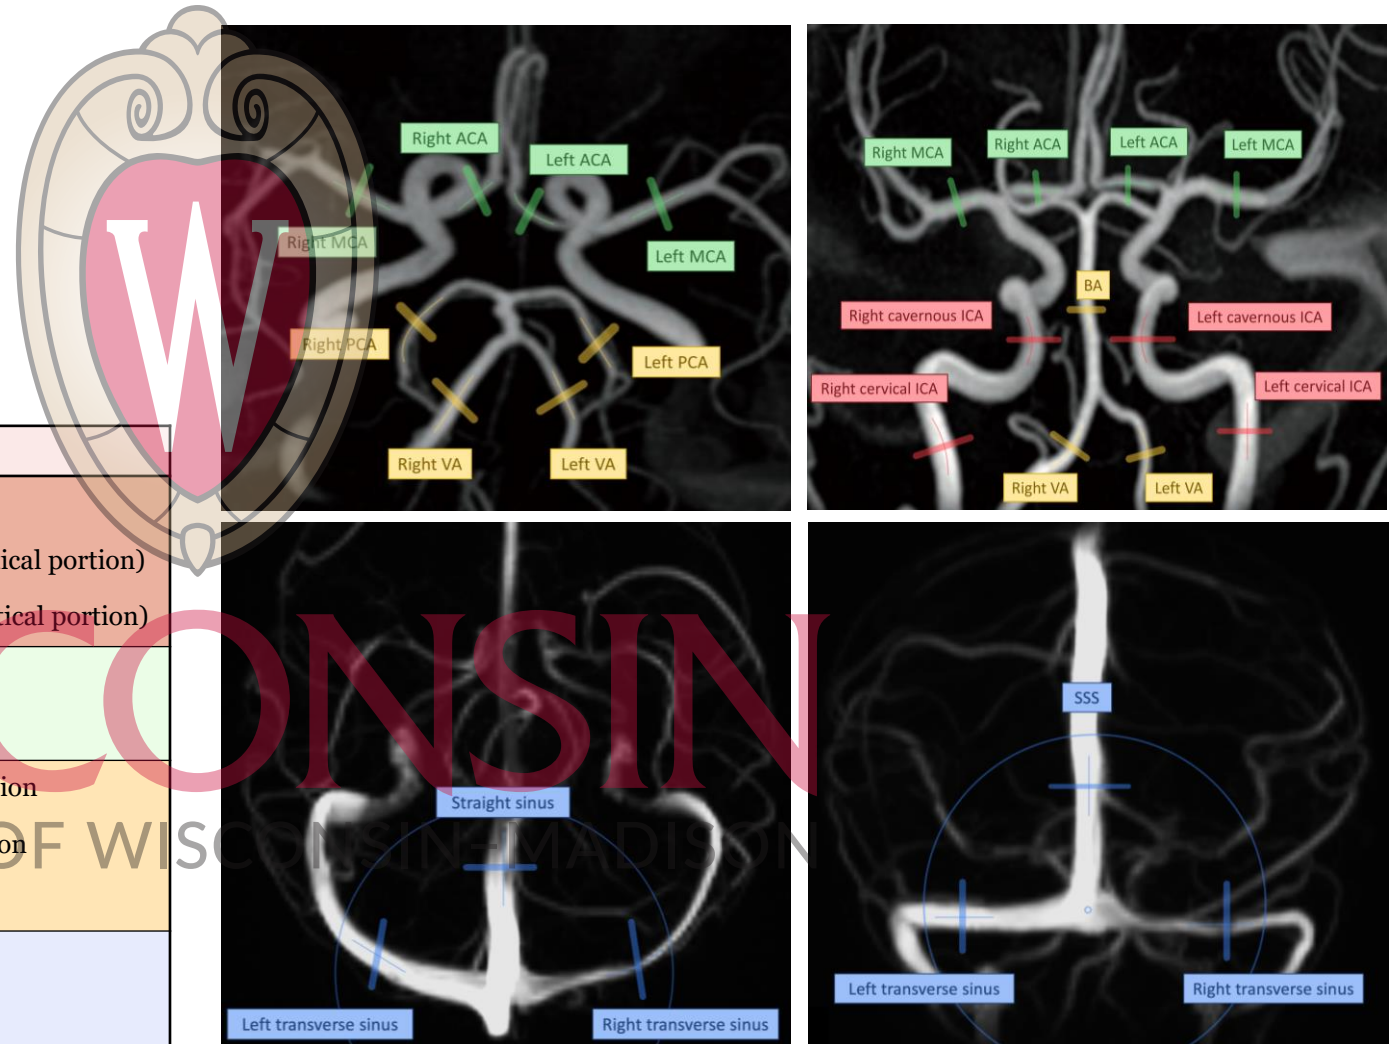 Right ACA
Left ACA
Right MCA
Left MCA
Right PCA
Left PCA
Right VA
Left VA
Right MCA
Right ACA
Left ACA
Left MCA
BA
Right cavernous ICA
Left cavernous ICA
Right cervical ICA
Left cervical ICA
Right VA
Left VA
W
ical portion)
tical portion)
ion
on
CONSIN
OF WISCONSIN–MADISON
Straight sinus
Left transverse sinus
Right transverse sinus
SSS
Left transverse sinus
Right transverse sinus